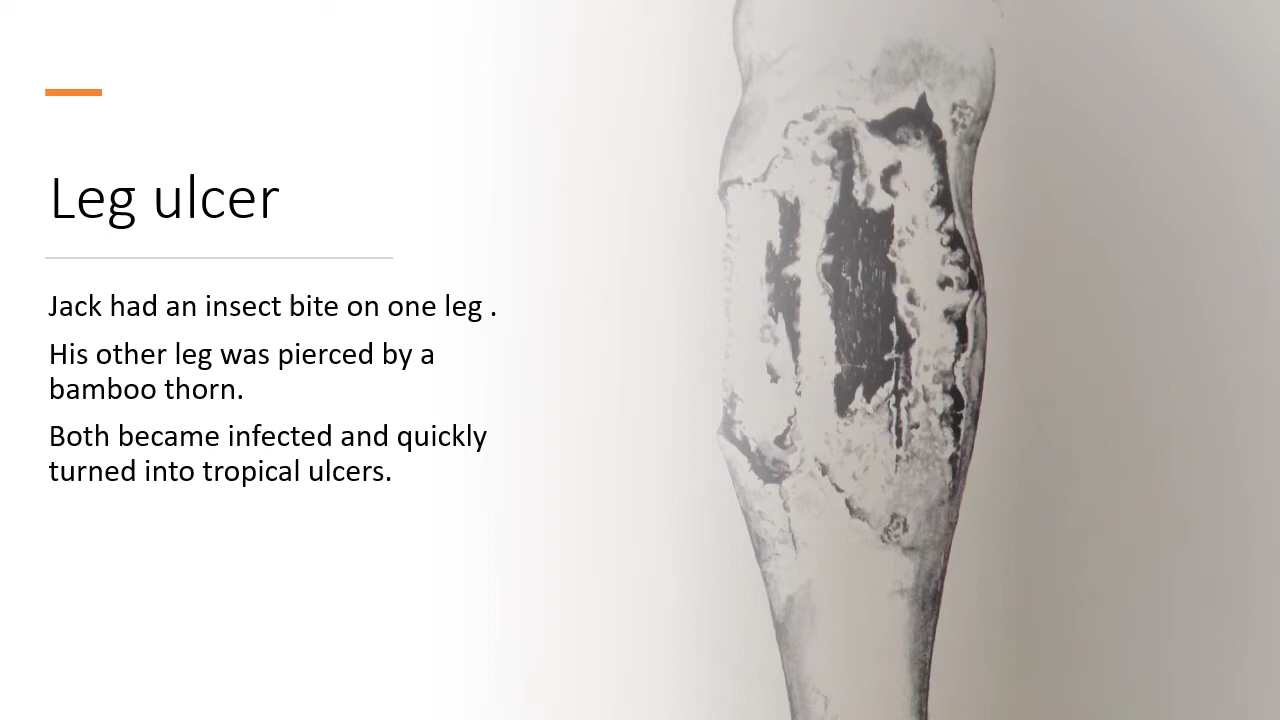 Leg ulcer
Jack had an insect bite on one leg .
His other leg was pierced by a
bamboo thorn.
Both became infected and quickly
turned into tropical ulcers.